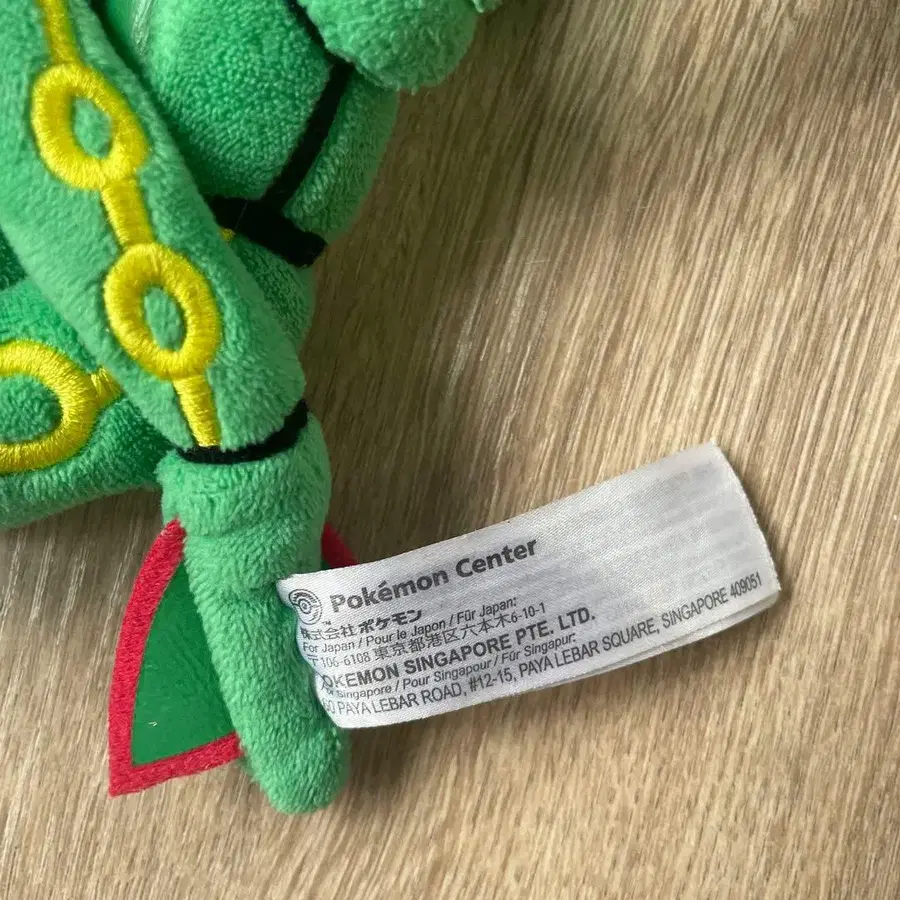 Pokémon Center
株式会社ポケモン
For Japan / Pour le Japon / Für Japan:
〒106-6108 東京都港区六本木6-10-1
POKEMON SINGAPORE PTE. LTD.
Singapore / Pour Singapour / Für Singapur:
PAYA LEBAR ROAD, #12-15, PAYA LEBAR SQUARE, SINGAPORE 409051